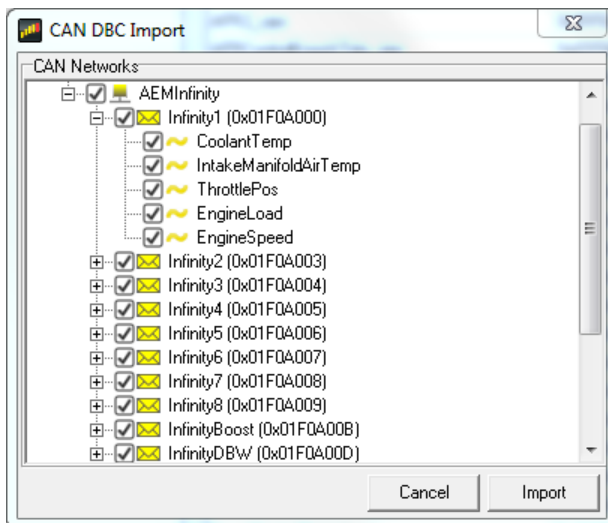 CAN DBC Import
CAN Networks
AEMInfinity
Infinity1 (0x01F0A000)
CoolantTemp
IntakeManifoldAirTemp
ThrottlePos
EngineLoad
EngineSpeed
Infinity2 (0x01F0A003)
Infinity3 (0x01F0A004)
Infinity4 (0x01F0A005)
Infinity5 (0x01F0A006)
Infinity6 (0x01F0A007)
Infinity7 (0x01F0A008)
Infinity8 (0x01F0A009)
InfinityBoost (0x01F0A00B)
InfinityDBW (0x01F0A00D)
Cancel
Import